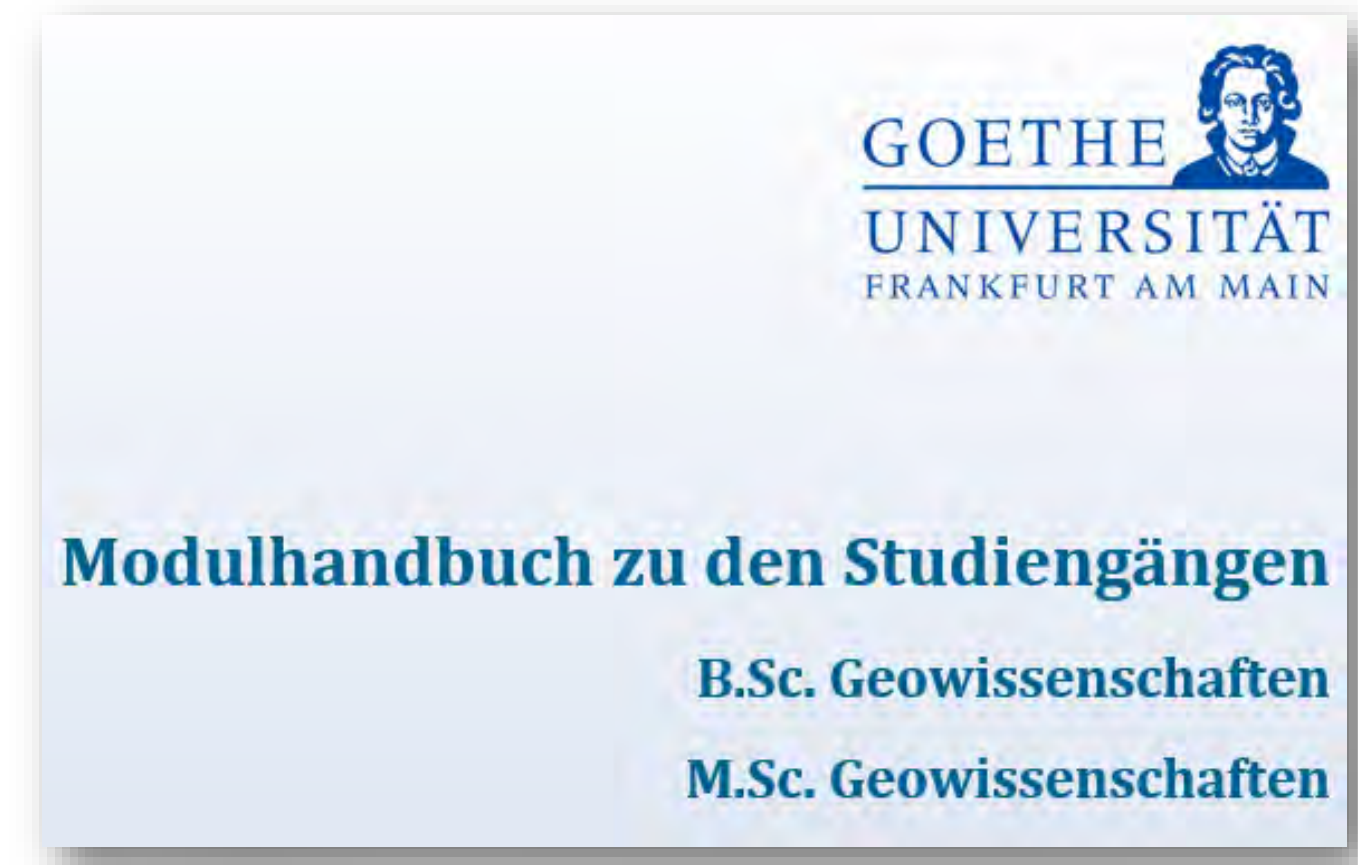 GOETHE
UNIVERSITÄT
FRANKFURT AM MAIN
Modulhandbuch zu den Studiengängen
B.Sc. Geowissenschaften
M.Sc. Geowissenschaften